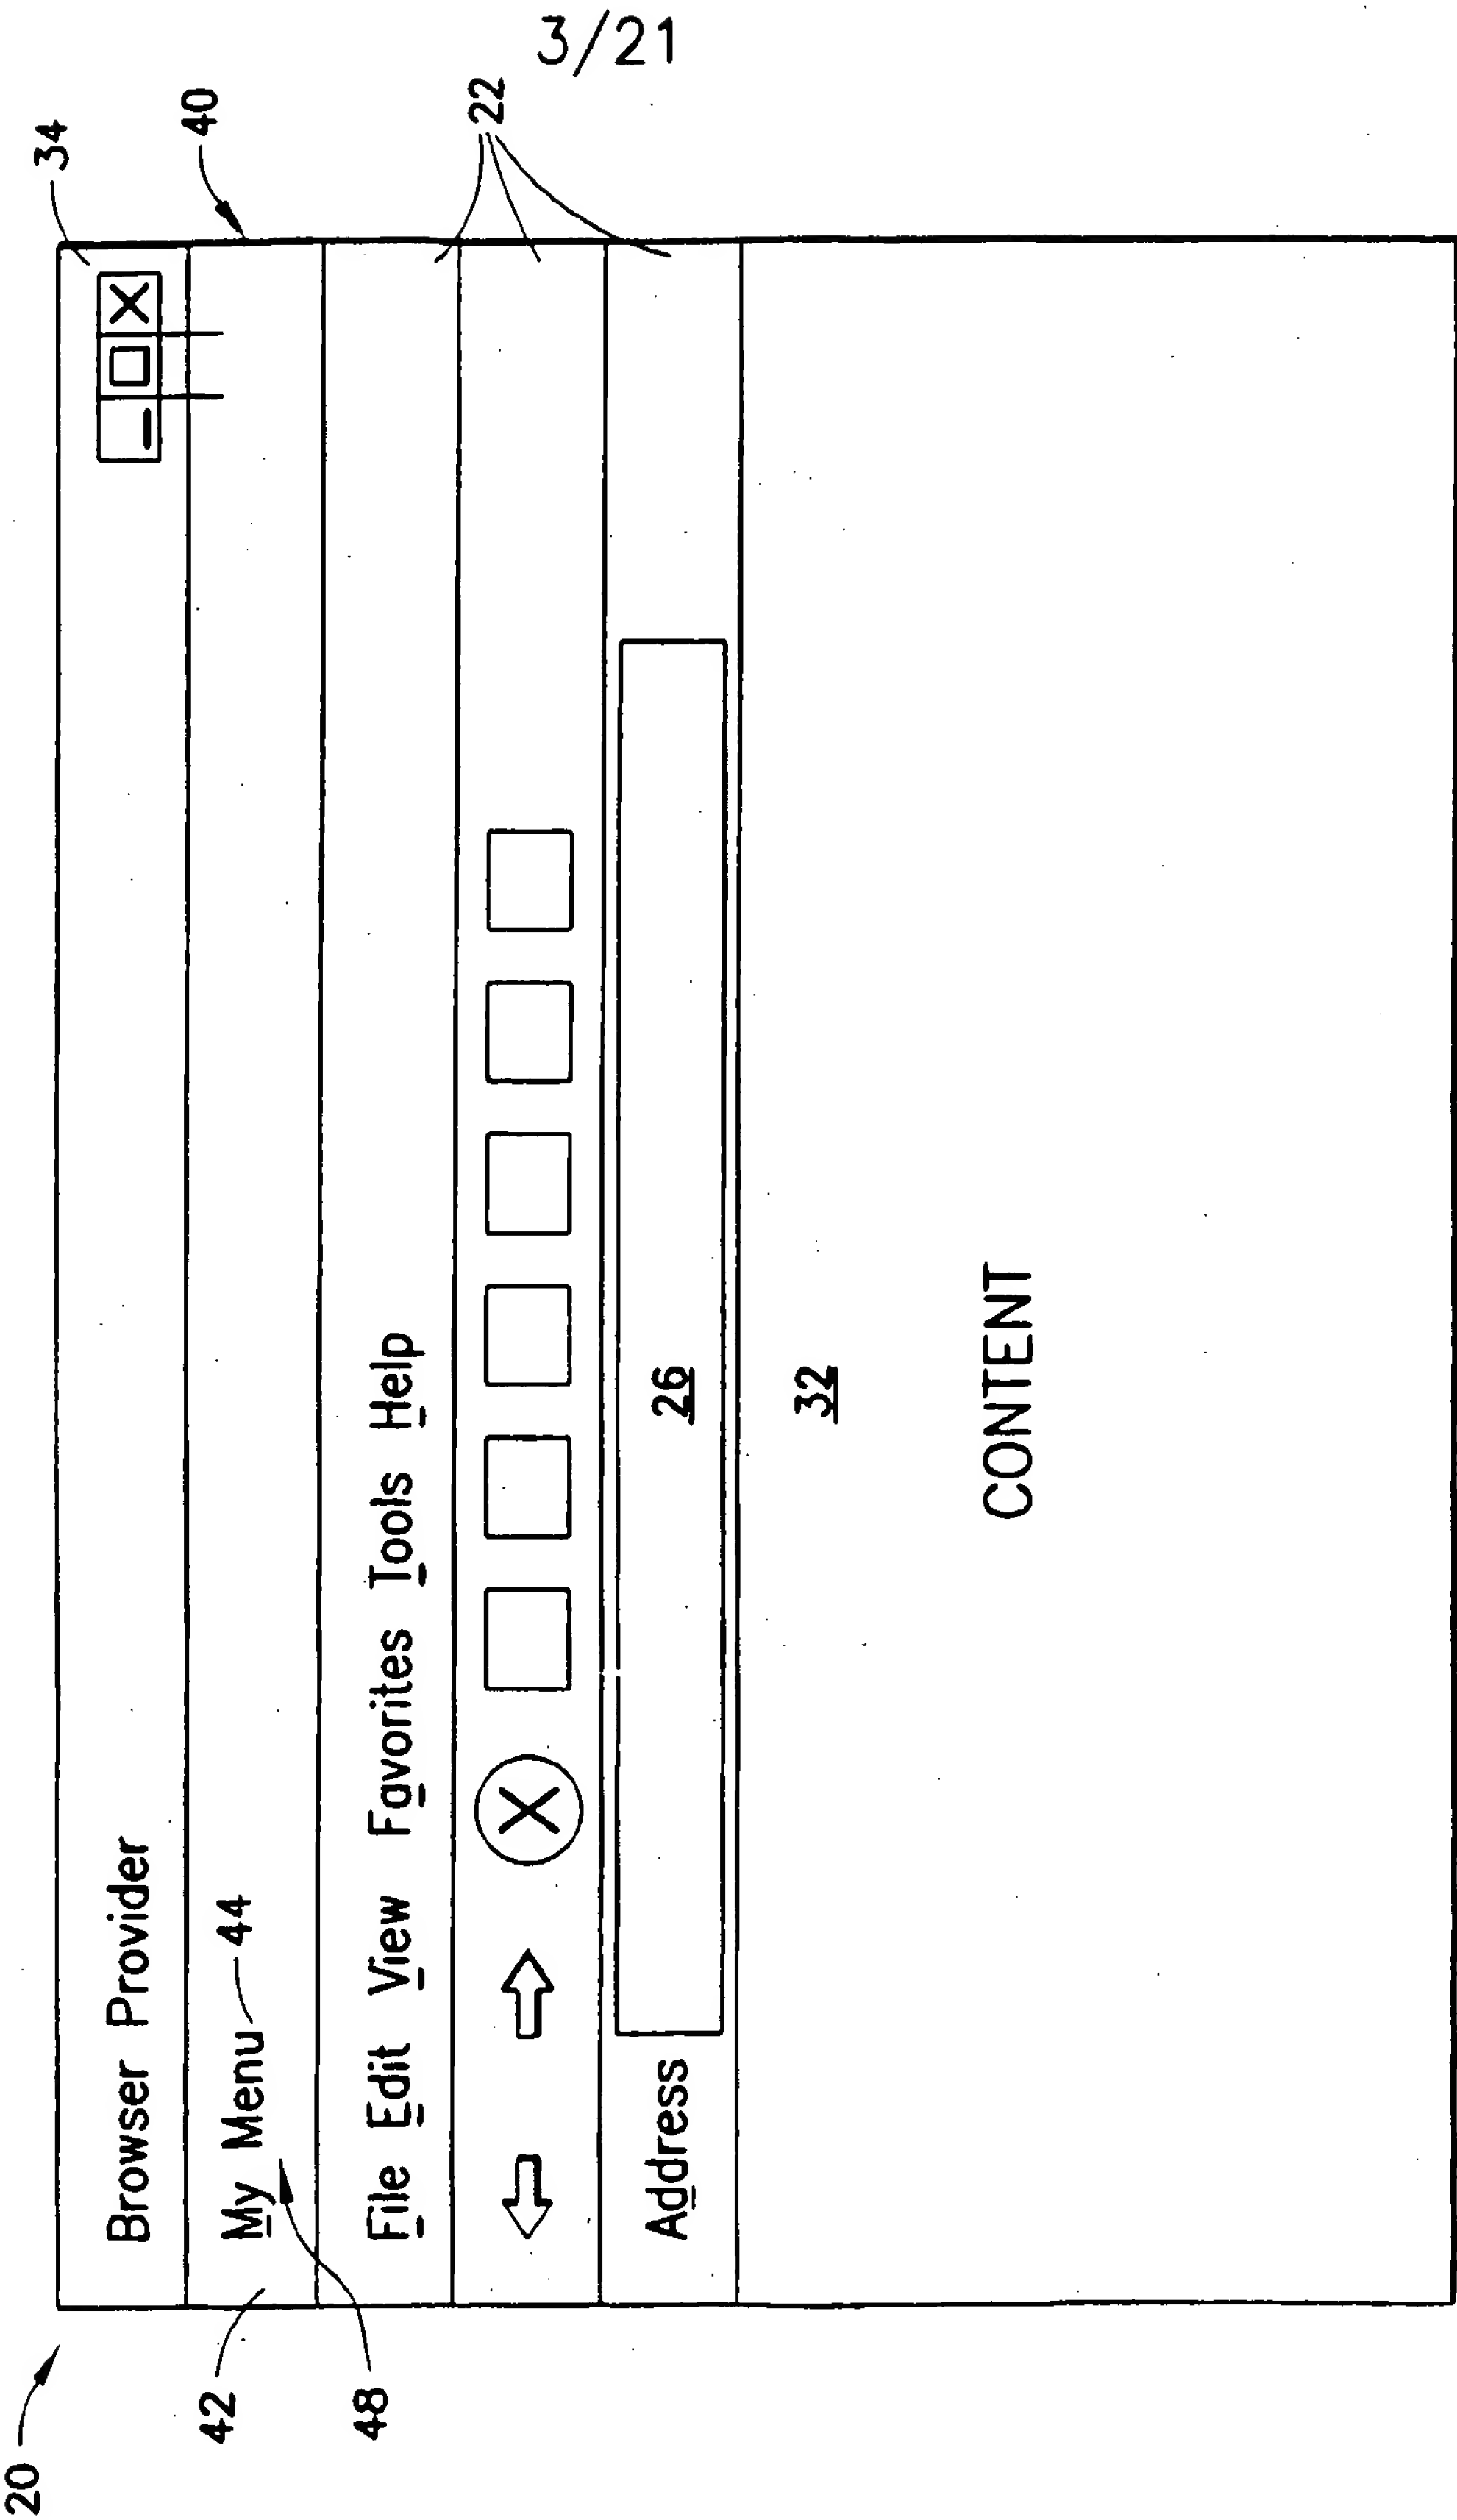 3/21
20
34
Browser Provider
40
42
My Menu
44
48
File Edit View Favorites Tools Help
22
Address
26
32
CONTENT